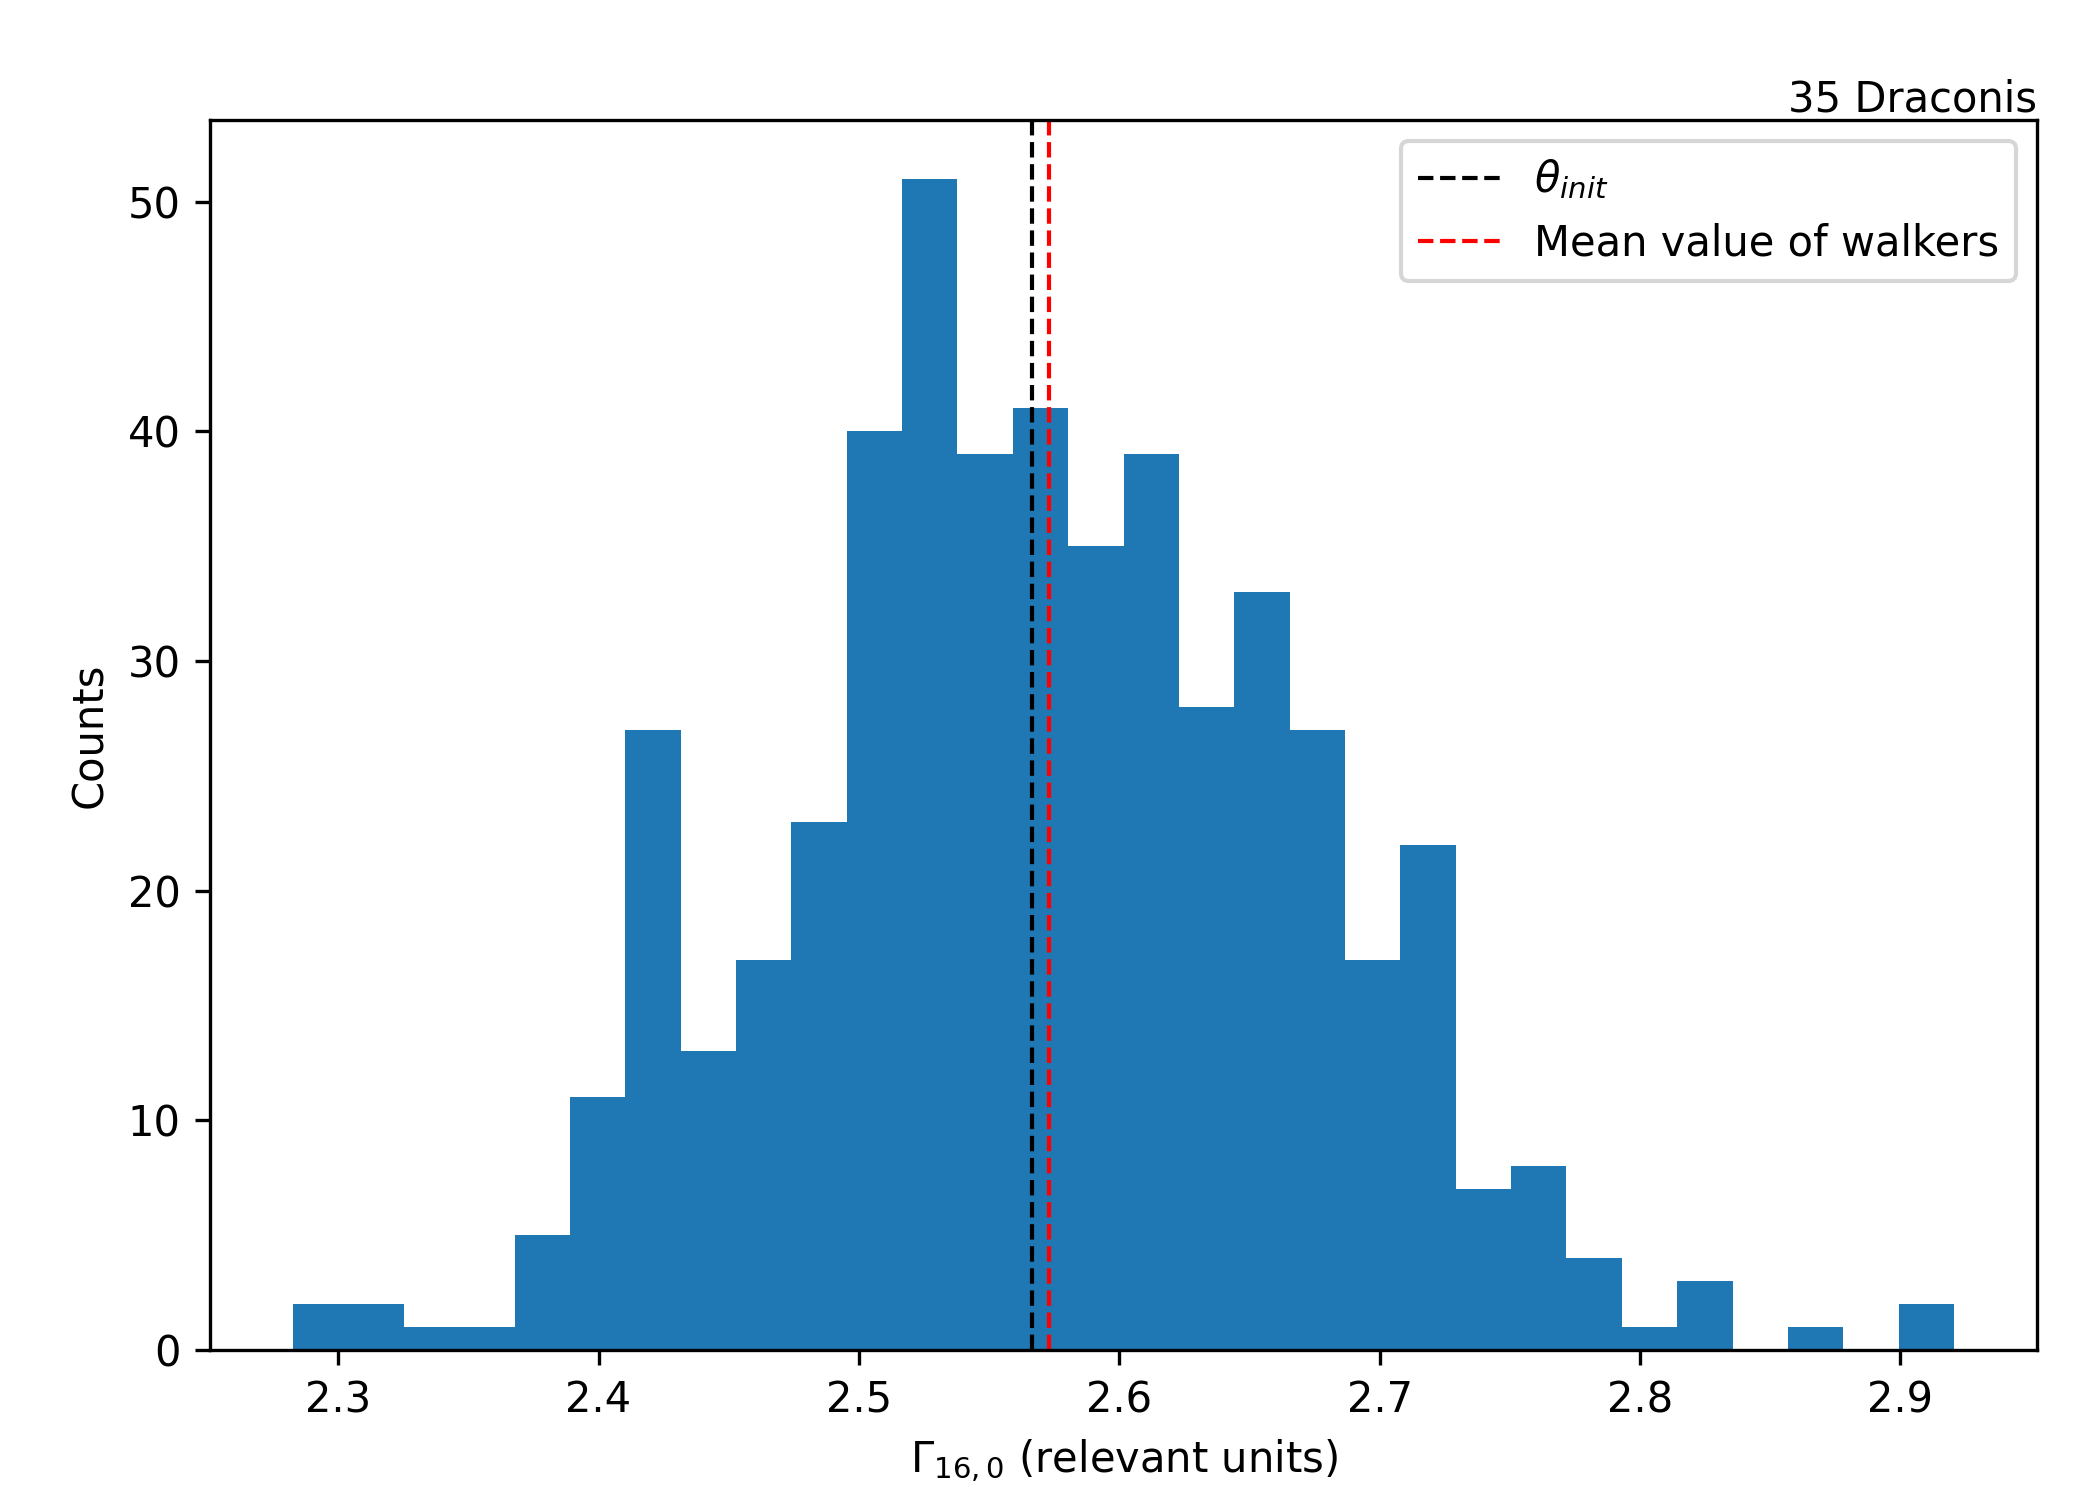 35 Draconis
θinit
Mean value of walkers
50
40
30
20
10
0
Counts
2.3 2.4 2.5 2.6 2.7 2.8 2.9
Γ16,0 (relevant units)